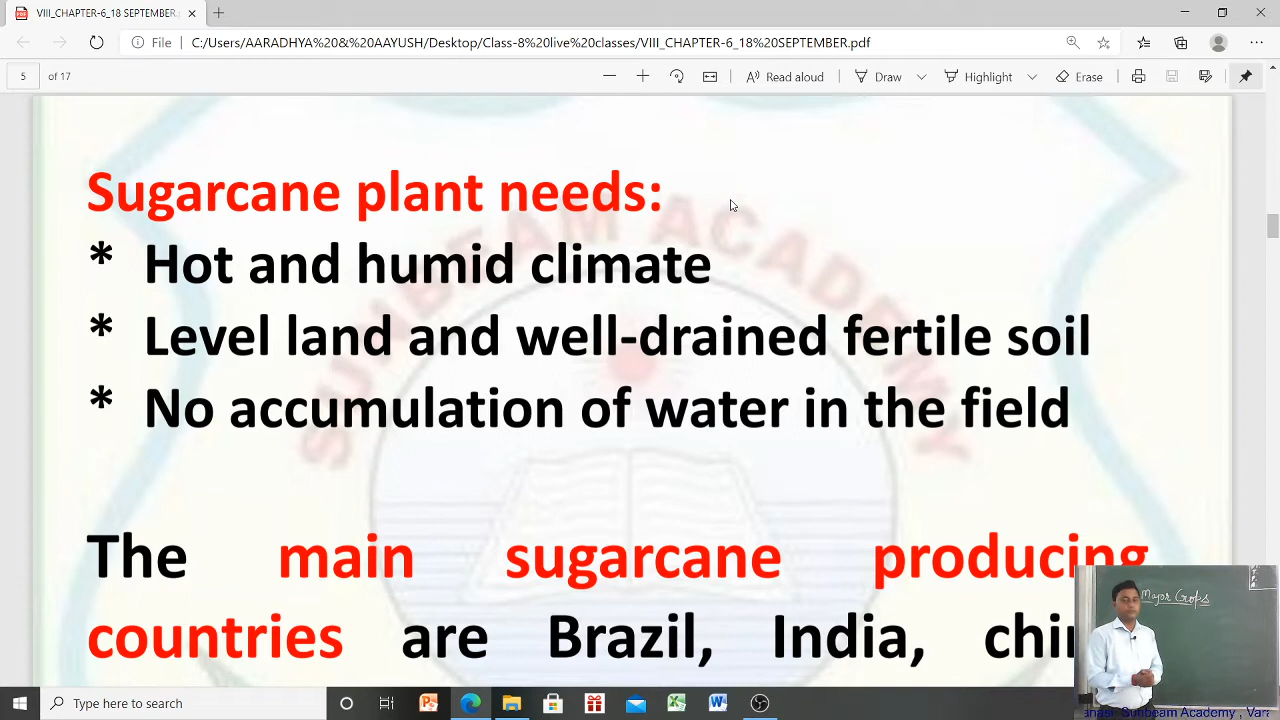 VIII_CHAPTER-6_18 SEPTEMBER.
File C:/Users/AARADHYA%20&%20AAYUSH/Desktop/Class-8%20live%20classes/VIII_CHAPTER-6_18%20SEPTEMBER.pdf
5 of 17 Read aloud Draw Highlight Erase
SUNBEAM ACADEMY
Sugarcane plant needs:
* Hot and humid climate
* Level land and well-drained fertile soil
* No accumulation of water in the field
The main sugarcane producing
countries are Brazil, India,
Major Crops
Sunbeam Academy ,
Type here to search